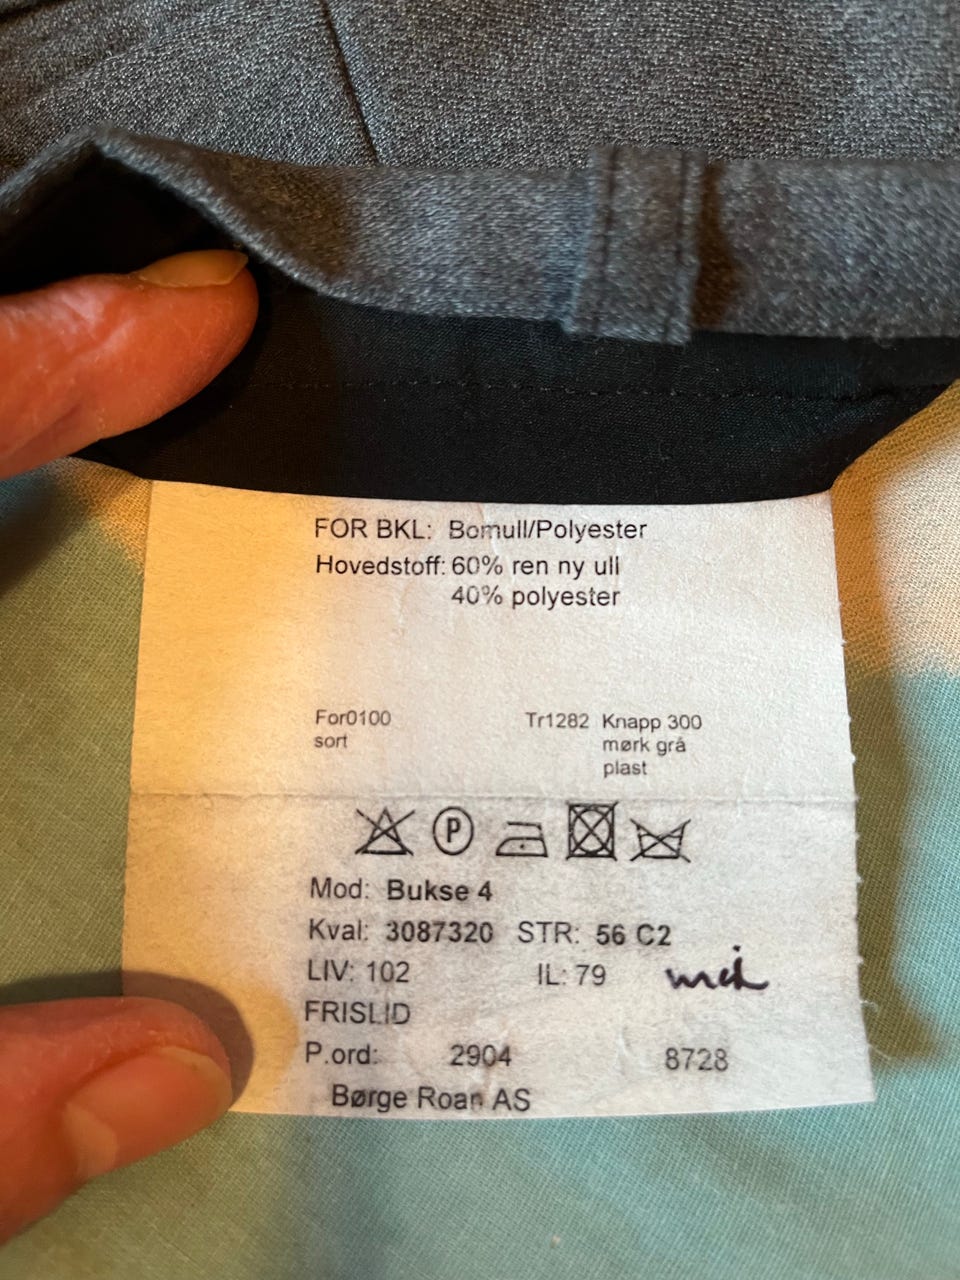 FOR BKL: Bomull/Polyester
Hovedstoff: 60% ren ny ull
40% polyester
For0100 Tr1282 Knapp 300
sort mørk grå
plast
P
Mod: Bukse 4
Kval: 3087320 STR: 56 C2
LIV: 102 IL: 79
FRISLID
P.ord: 2904 8728
Børge Roan AS